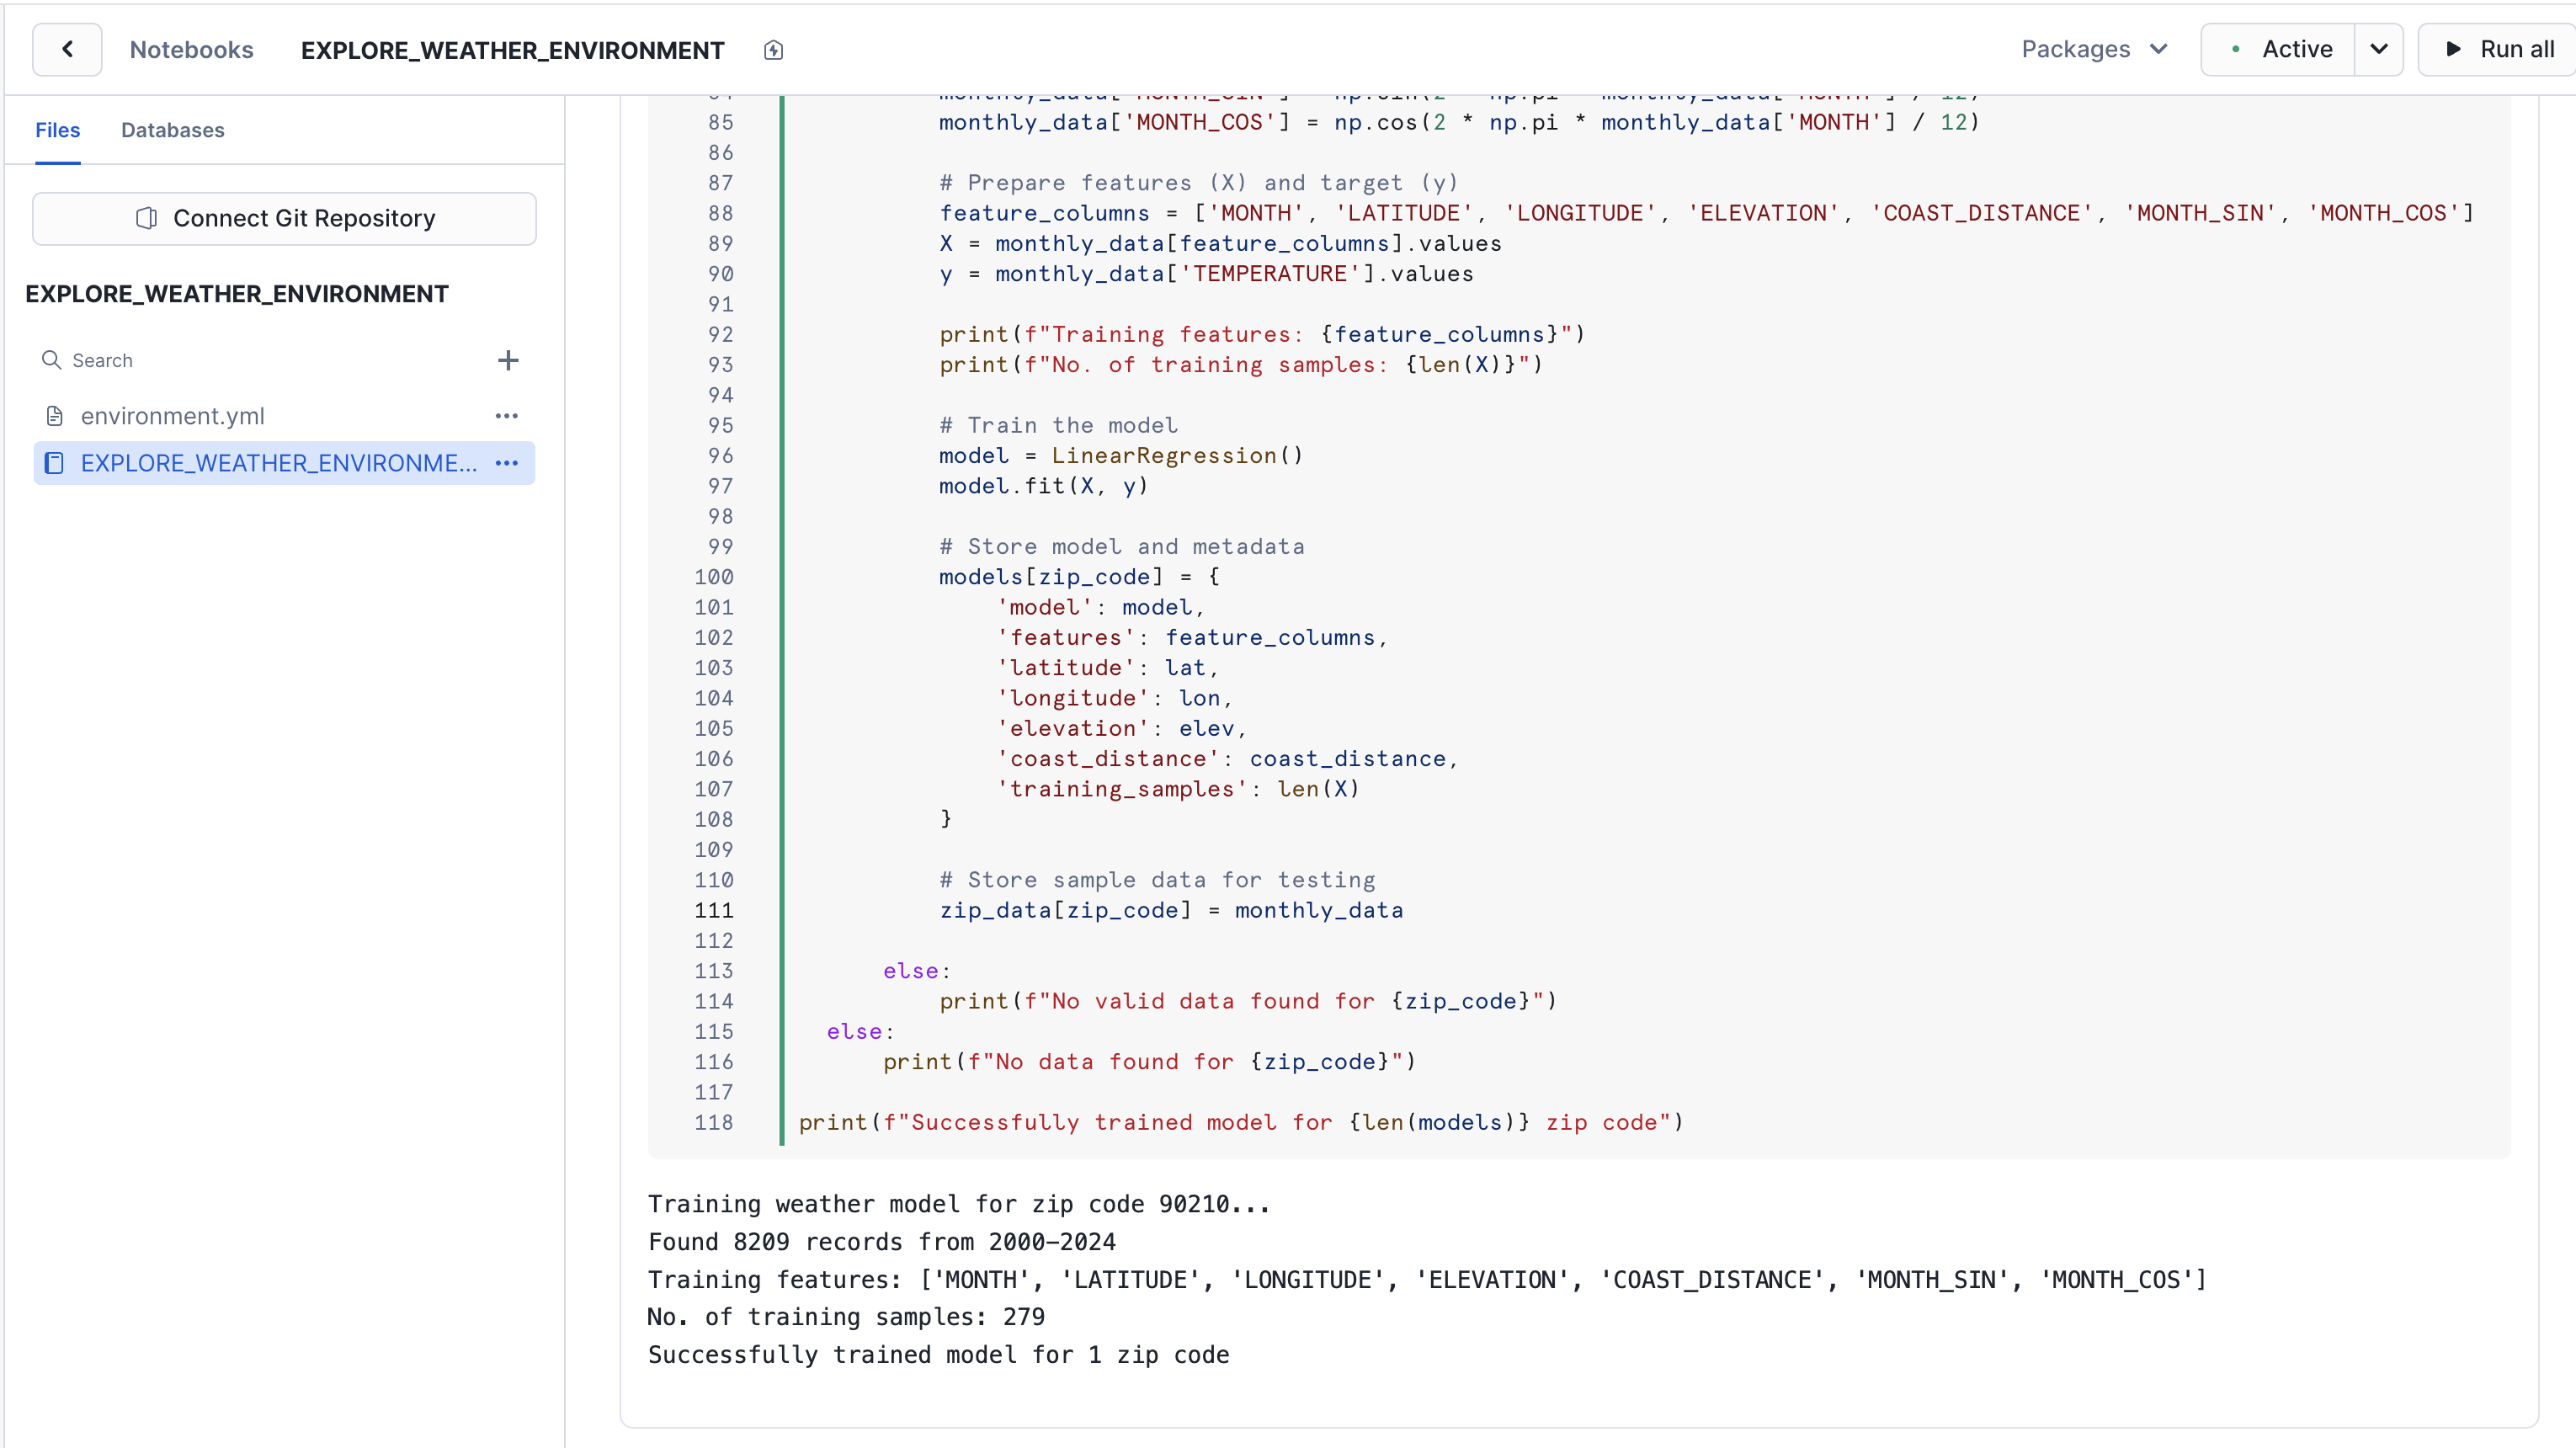 Notebooks EXPLORE_WEATHER_ENVIRONMENT Packages Active Run all
Files Databases
Connect Git Repository
EXPLORE_WEATHER_ENVIRONMENT
Search
environment.yml
EXPLORE_WEATHER_ENVIRONME...
85 monthly_data['MONTH_COS'] = np.cos(2 * np.pi * monthly_data['MONTH'] / 12)
86
87 # Prepare features (X) and target (y)
88 feature_columns = ['MONTH', 'LATITUDE', 'LONGITUDE', 'ELEVATION', 'COAST_DISTANCE', 'MONTH_SIN', 'MONTH_COS']
89 X = monthly_data[feature_columns].values
90 y = monthly_data['TEMPERATURE'].values
91
92 print(f"Training features: {feature_columns}")
93 print(f"No. of training samples: {len(X)}")
94
95 # Train the model
96 model = LinearRegression()
97 model.fit(X, y)
98
99 # Store model and metadata
100 models[zip_code] = {
101 'model': model,
102 'features': feature_columns,
103 'latitude': lat,
104 'longitude': lon,
105 'elevation': elev,
106 'coast_distance': coast_distance,
107 'training_samples': len(X)
108 }
109
110 # Store sample data for testing
111 zip_data[zip_code] = monthly_data
112
113 else:
114 print(f"No valid data found for {zip_code}")
115 else:
116 print(f"No data found for {zip_code}")
117
118 print(f"Successfully trained model for {len(models)} zip code")
Training weather model for zip code 90210...
Found 8209 records from 2000-2024
Training features: ['MONTH', 'LATITUDE', 'LONGITUDE', 'ELEVATION', 'COAST_DISTANCE', 'MONTH_SIN', 'MONTH_COS']
No. of training samples: 279
Successfully trained model for 1 zip code